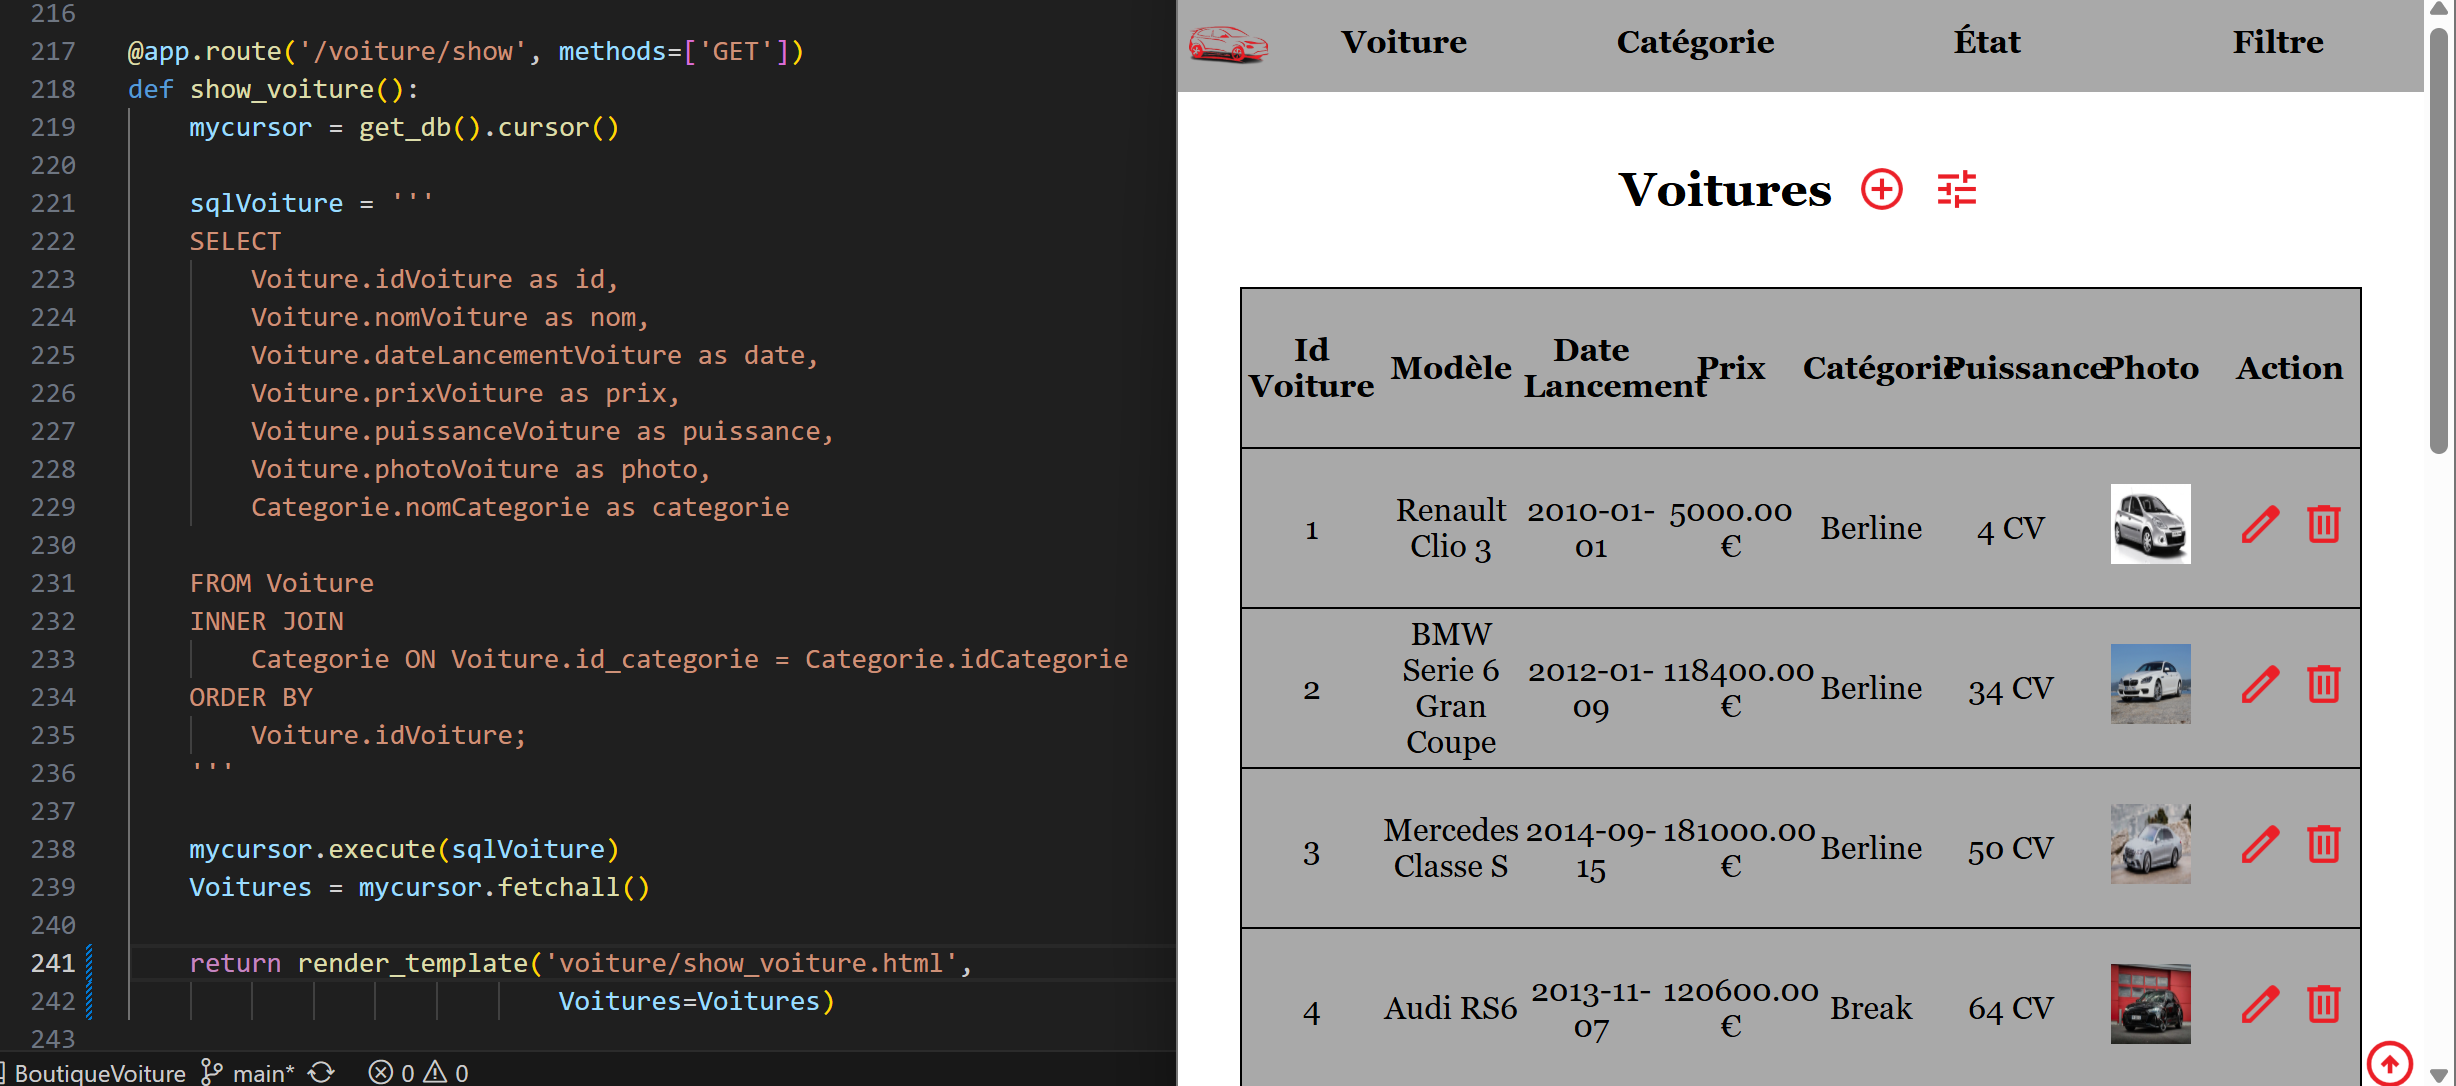 216
217 @app.route('/voiture/show', methods=['GET'])
218 def show_voiture():
219 mycursor = get_db().cursor()
220
221 sqlVoiture = '''
222 SELECT
223 Voiture.idVoiture as id,
224 Voiture.nomVoiture as nom,
225 Voiture.dateLancementVoiture as date,
226 Voiture.prixVoiture as prix,
227 Voiture.puissanceVoiture as puissance,
228 Voiture.photoVoiture as photo,
229 Categorie.nomCategorie as categorie
230
231 FROM Voiture
232 INNER JOIN
233 Categorie ON Voiture.id_categorie = Categorie.idCategorie
234 ORDER BY
235 Voiture.idVoiture;
236 '''
237
238 mycursor.execute(sqlVoiture)
239 Voitures = mycursor.fetchall()
240
241 return render_template('voiture/show_voiture.html',
242 Voitures=Voitures)
243
BoutiqueVoiture main* 0 0
Voiture Catégorie État Filtre
Voitures
Id Voiture Modèle Date Lancement Prix Catégorie Puissance Photo Action
1 Renault Clio 3 2010-01-01 5000.00 € Berline 4 CV
2 BMW Serie 6 Gran Coupe 2012-01-09 118400.00 € Berline 34 CV
3 Mercedes Classe S 2014-09-15 181000.00 € Berline 50 CV
4 Audi RS6 2013-11-07 120600.00 € Break 64 CV